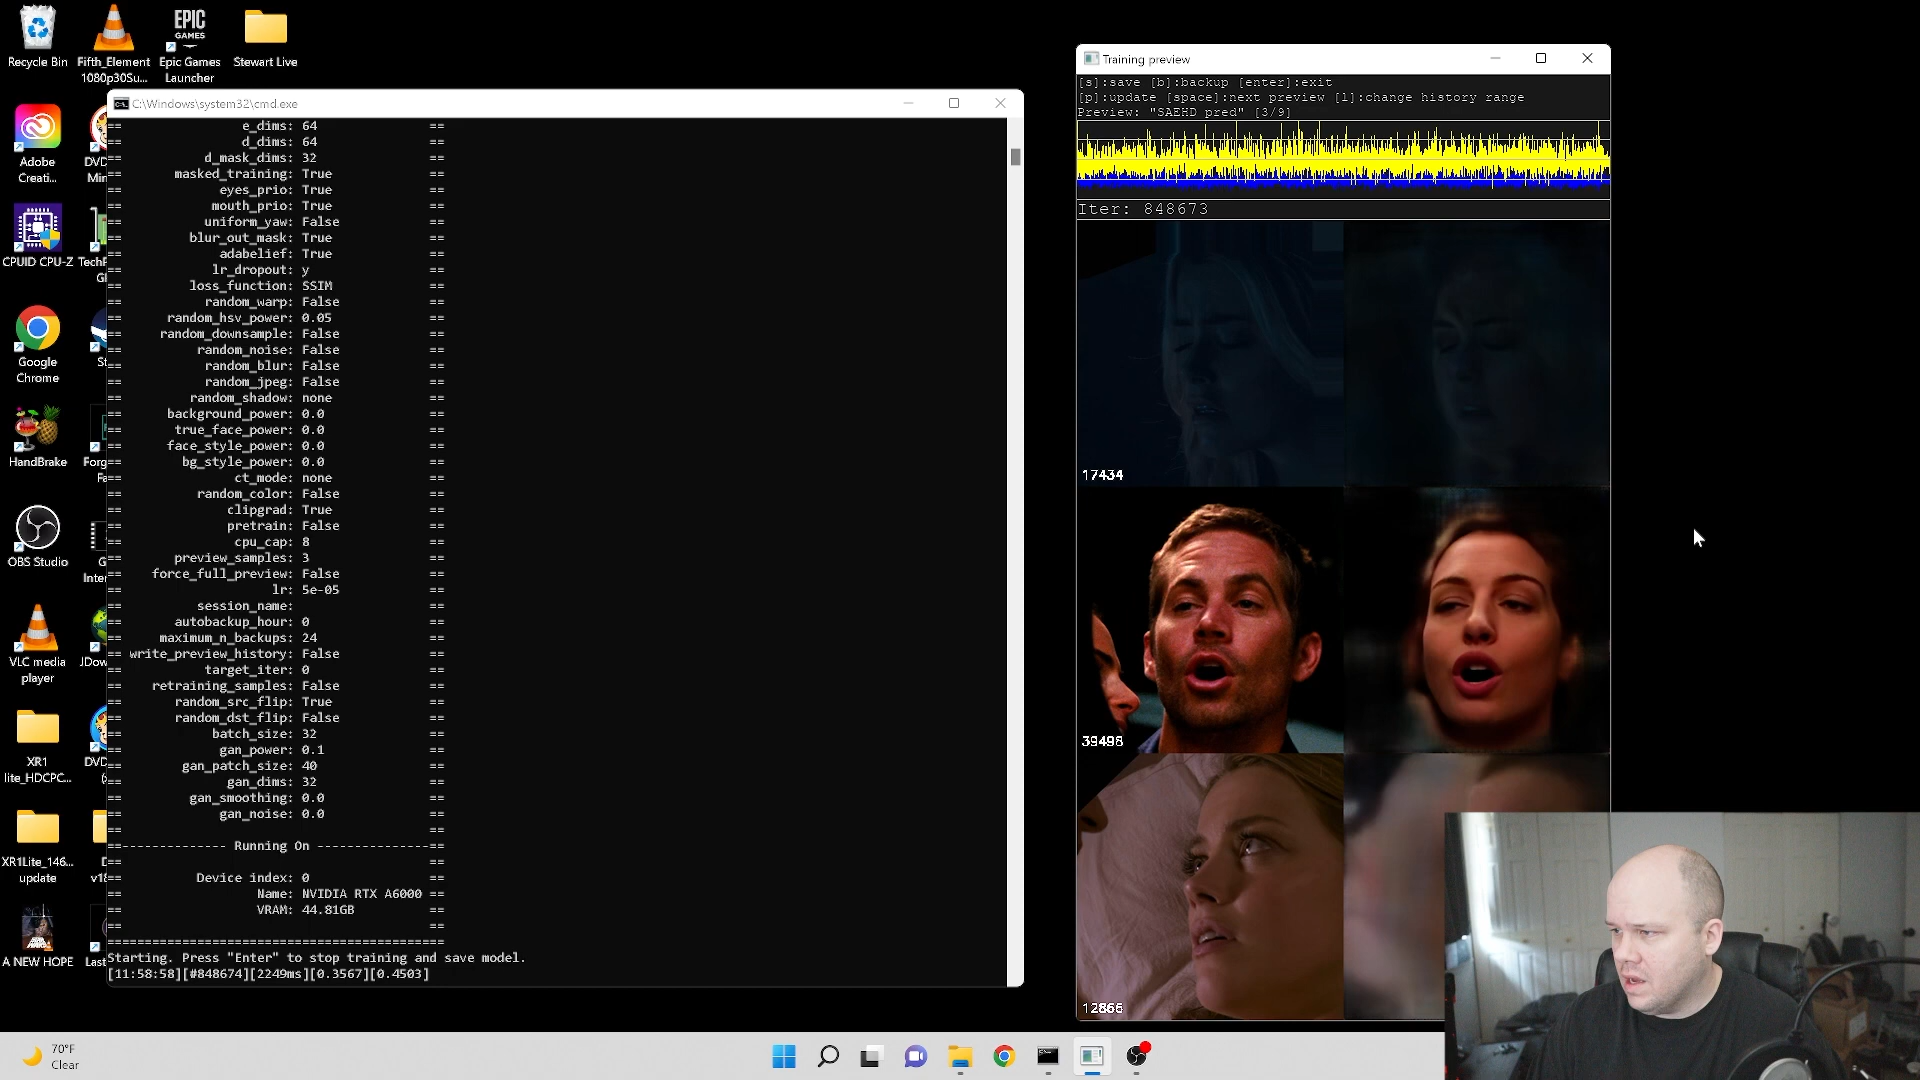 Recycle Bin
Fifth_Element
1080p30Su...
EPIC
GAMES
Epic Games
Launcher
Stewart Live
Adobe
Creati...
DVD
CPUID CPU-Z
Google
Chrome
HandBrake
OBS Studio
VLC media
player
XR1
lite_HDCPC...
XR1Lite_146...
update
A NEW HOPE
C:\Windows\system32\cmd.exe
== e_dims: 64 ==
== d_dims: 64 ==
== d_mask_dims: 32 ==
== masked_training: True ==
== eyes_prio: True ==
== mouth_prio: True ==
== uniform_yaw: False ==
== blur_out_mask: True ==
== adabelief: True ==
== lr_dropout: y ==
== loss_function: SSIM ==
== random_warp: False ==
== random_hsv_power: 0.05 ==
== random_downsample: False ==
== random_noise: False ==
== random_blur: False ==
== random_jpeg: False ==
== random_shadow: none ==
== background_power: 0.0 ==
== true_face_power: 0.0 ==
== face_style_power: 0.0 ==
== bg_style_power: 0.0 ==
== ct_mode: none ==
== random_color: False ==
== clipgrad: True ==
== pretrain: False ==
== cpu_cap: 8 ==
== preview_samples: 3 ==
== force_full_preview: False ==
== lr: 5e-05 ==
== session_name: ==
== autobackup_hour: 0 ==
== maximum_n_backups: 24 ==
== write_preview_history: False ==
== target_iter: 0 ==
== retraining_samples: False ==
== random_src_flip: True ==
== random_dst_flip: False ==
== batch_size: 32 ==
== gan_power: 0.1 ==
== gan_patch_size: 40 ==
== gan_dims: 32 ==
== gan_smoothing: 0.0 ==
== gan_noise: 0.0 ==
== ==
==-------------- Running On ---------------==
== ==
== Device index: 0 ==
== Name: NVIDIA RTX A6000 ==
== VRAM: 44.81GB ==
== ==
=============================================
Starting. Press "Enter" to stop training and save model.
[11:58:58][#848674][2249ms][0.3567][0.4503]
Training preview
[s]:save [b]:backup [enter]:exit
[p]:update [space]:next preview [l]:change history range
Preview: "SAEHD pred" [3/9]
Iter: 848673
17434
39498
12866
70°F
Clear